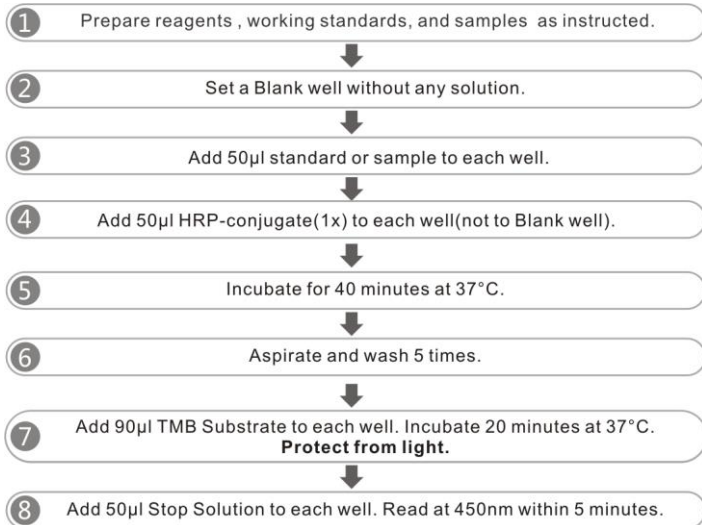 1 Prepare reagents , working standards, and samples as instructed.
2 Set a Blank well without any solution.
3 Add 50μl standard or sample to each well.
4 Add 50μl HRP-conjugate(1x) to each well(not to Blank well).
5 Incubate for 40 minutes at 37°C.
6 Aspirate and wash 5 times.
7 Add 90μl TMB Substrate to each well. Incubate 20 minutes at 37°C.
Protect from light.
8 Add 50μl Stop Solution to each well. Read at 450nm within 5 minutes.